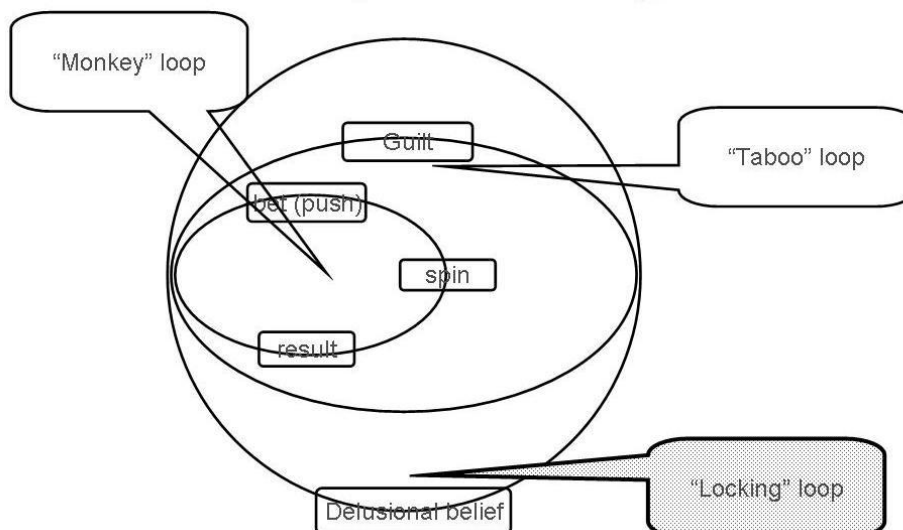 “Monkey” loop
Guilt
“Taboo” loop
bet (push)
spin
result
“Locking” loop
Delusional belief